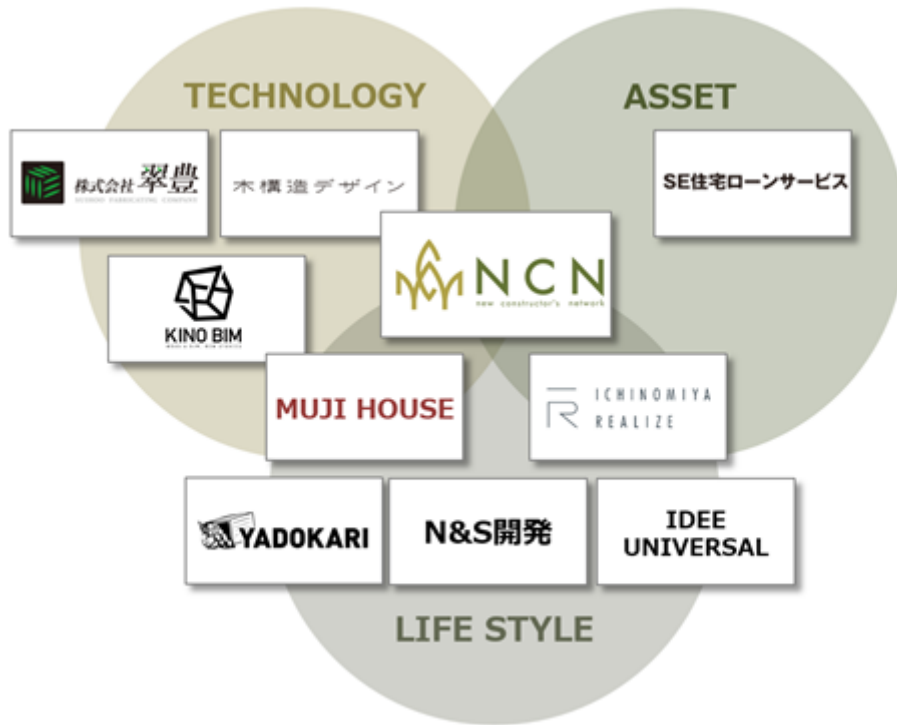 TECHNOLOGY
ASSET
株式会社 翠豊
木構造デザイン
SE住宅ローンサービス
NCN
new constructor's network
KINO BIM
MUJI HOUSE
ICHINOMIYA
REALIZE
YADOKARI
N&S開発
IDEE
UNIVERSAL
LIFE STYLE